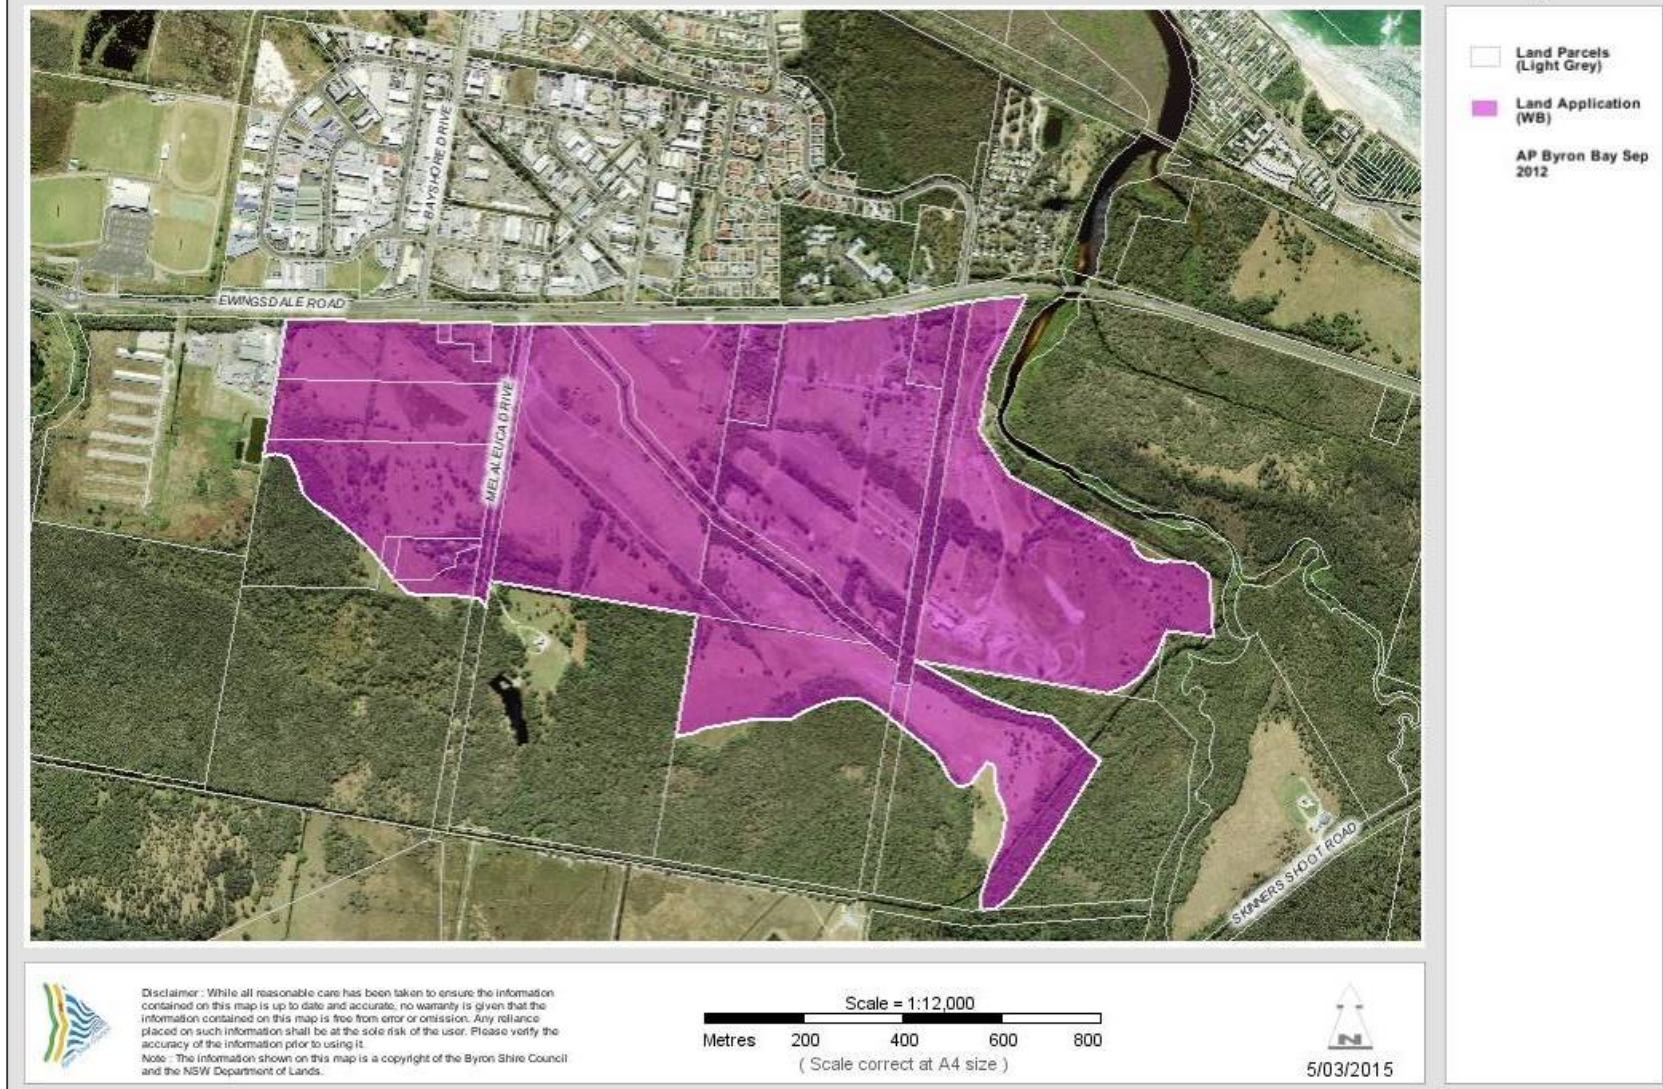 Land Parcels
(Light Grey)
Land Application
(WB)
AP Byron Bay Sep
2012
BAYSHORE DRIVE
EWINGSDALE ROAD
MELALEUCA DRIVE
SKINNERS SHOOT ROAD
Disclaimer : While all reasonable care has been taken to ensure the information
contained on this map is up to date and accurate, no warranty is given that the
information contained on this map is free from error or omission. Any reliance
placed on such information shall be at the sole risk of the user. Please verify the
accuracy of the information prior to using it.
Note : The information shown on this map is a copyright of the Byron Shire Council
and the NSW Department of Lands.
Scale = 1:12,000
Metres 200 400 600 800
( Scale correct at A4 size )
N
5/03/2015